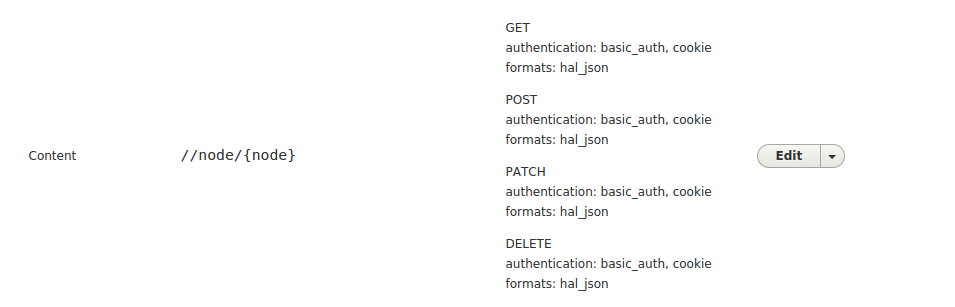 Content
//node/{node}
GET
authentication: basic_auth, cookie
formats: hal_json
POST
authentication: basic_auth, cookie
formats: hal_json
PATCH
authentication: basic_auth, cookie
formats: hal_json
DELETE
authentication: basic_auth, cookie
formats: hal_json
Edit